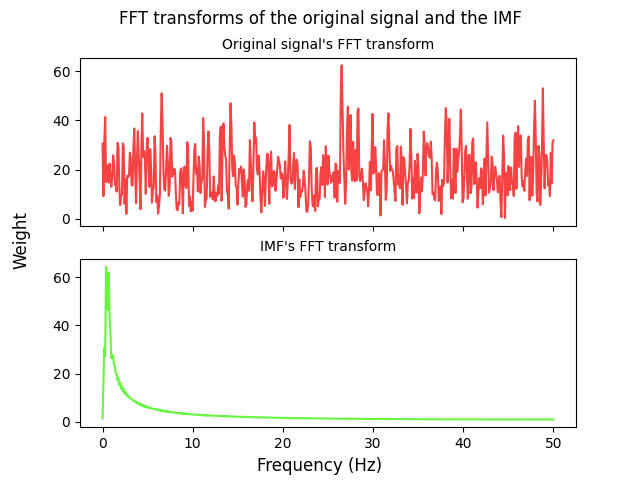 FFT transforms of the original signal and the IMF
Original signal's FFT transform
60
40
20
0
Weight
IMF's FFT transform
60
40
20
0
0 10 20 30 40 50
Frequency (Hz)